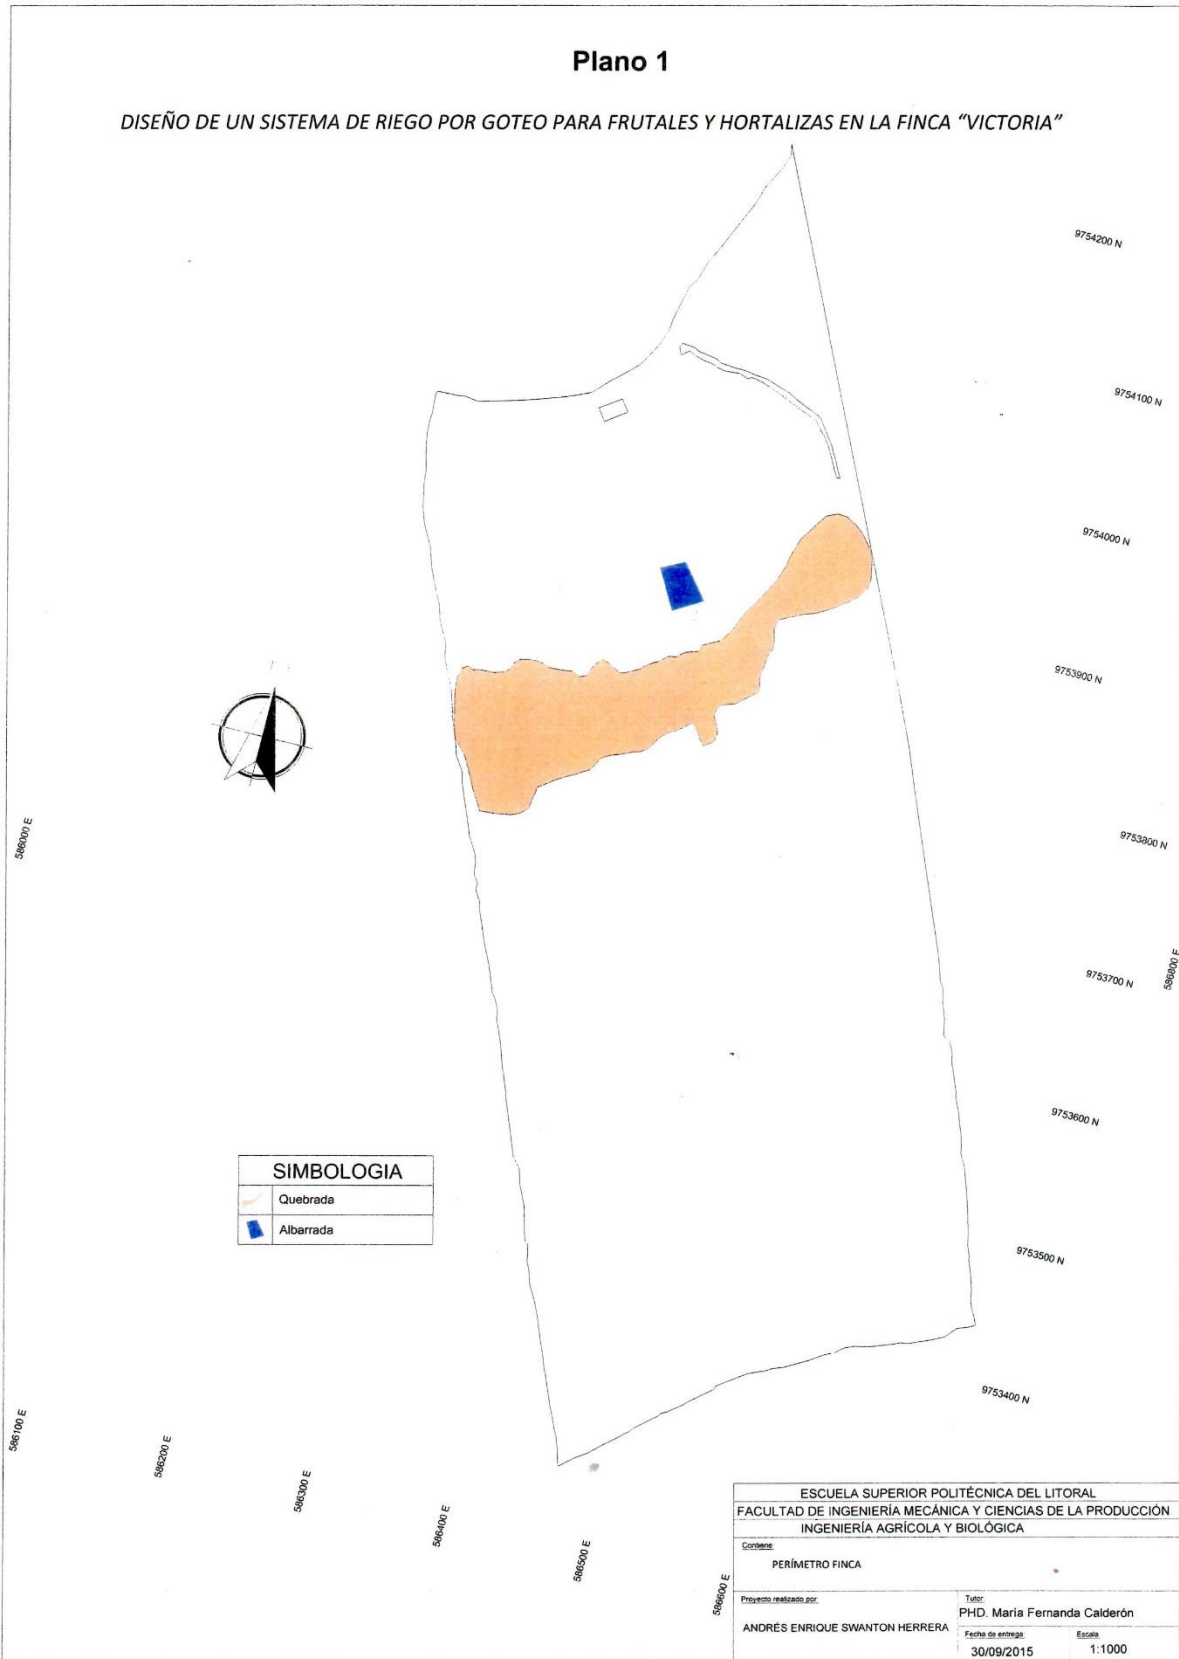 Plano 1
DISEÑO DE UN SISTEMA DE RIEGO POR GOTEO PARA FRUTALES Y HORTALIZAS EN LA FINCA “VICTORIA”
9754200 N
9754100 N
9754000 N
9753900 N
9753800 N
9753700 N
9753600 N
9753500 N
9753400 N
586000 E
586100 E
586200 E
586300 E
586400 E
586500 E
586600 E
586800 E
SIMBOLOGIA
Quebrada
Albarrada
ESCUELA SUPERIOR POLITÉCNICA DEL LITORAL
FACULTAD DE INGENIERÍA MECÁNICA Y CIENCIAS DE LA PRODUCCIÓN
INGENIERÍA AGRÍCOLA Y BIOLÓGICA
Contiene:
PERÍMETRO FINCA
Proyecto realizado por:
ANDRÉS ENRIQUE SWANTON HERRERA
Tutor:
PHD. María Fernanda Calderón
Fecha de entrega:
30/09/2015
Escala:
1:1000